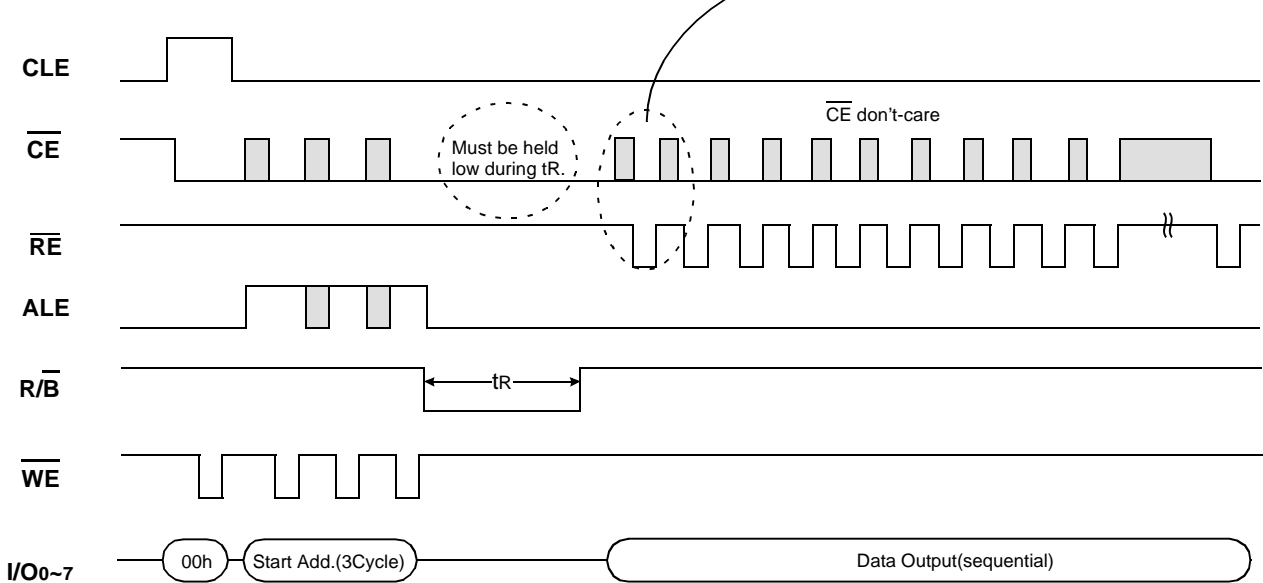 CLE
CE don't-care
CE
Must be held
low during tR.
RE
ALE
R/B
tR
WE
I/O0~7
00h
Start Add.(3Cycle)
Data Output(sequential)